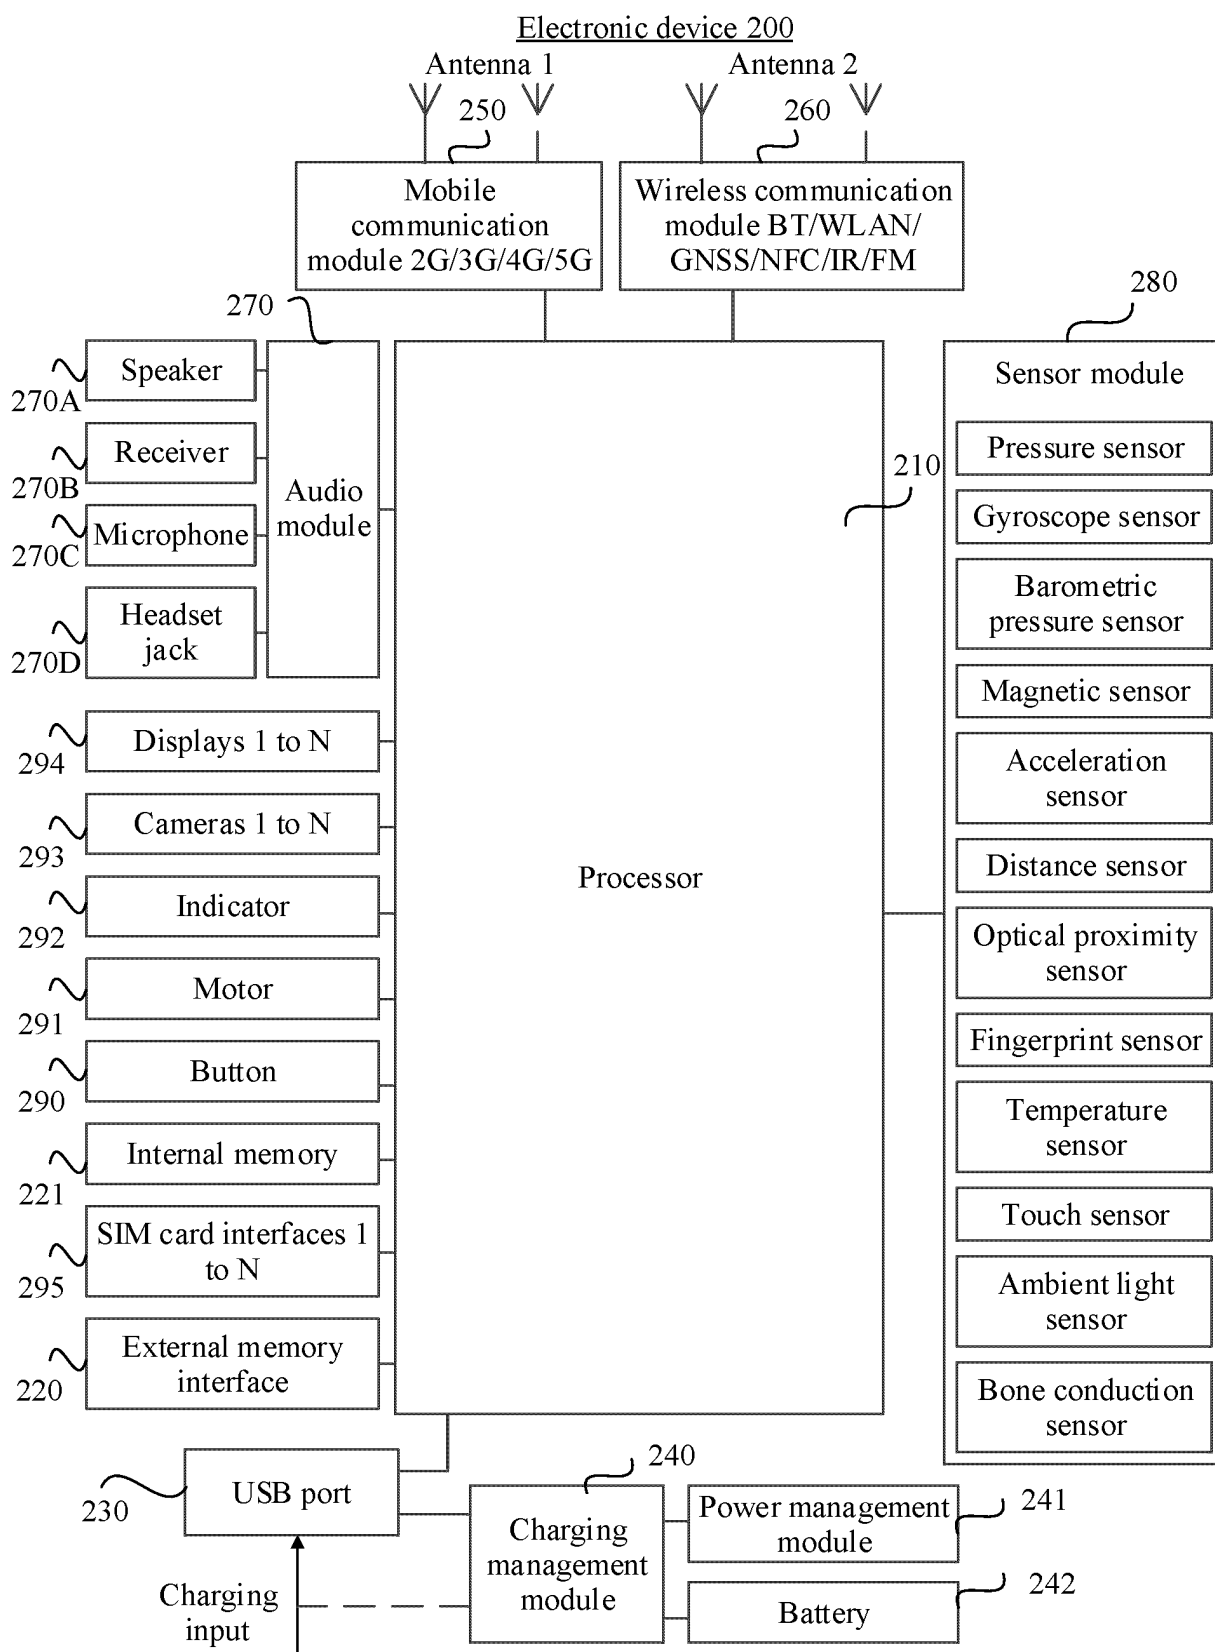 Electronic device 200
Antenna 1
Antenna 2
250
260
Mobile
communication
module 2G/3G/4G/5G
Wireless communication
module BT/WLAN/
GNSS/NFC/IR/FM
270
280
Speaker
270A
Receiver
270B
Microphone
270C
Headset
jack
270D
Audio
module
Displays 1 to N
294
Cameras 1 to N
293
Indicator
292
Motor
291
Button
290
Internal memory
221
SIM card interfaces 1
to N
295
External memory
interface
220
Processor
210
Sensor module
Pressure sensor
Gyroscope sensor
Barometric
pressure sensor
Magnetic sensor
Acceleration
sensor
Distance sensor
Optical proximity
sensor
Fingerprint sensor
Temperature
sensor
Touch sensor
Ambient light
sensor
Bone conduction
sensor
USB port
230
Charging
input
240
Charging
management
module
Power management
module
241
Battery
242